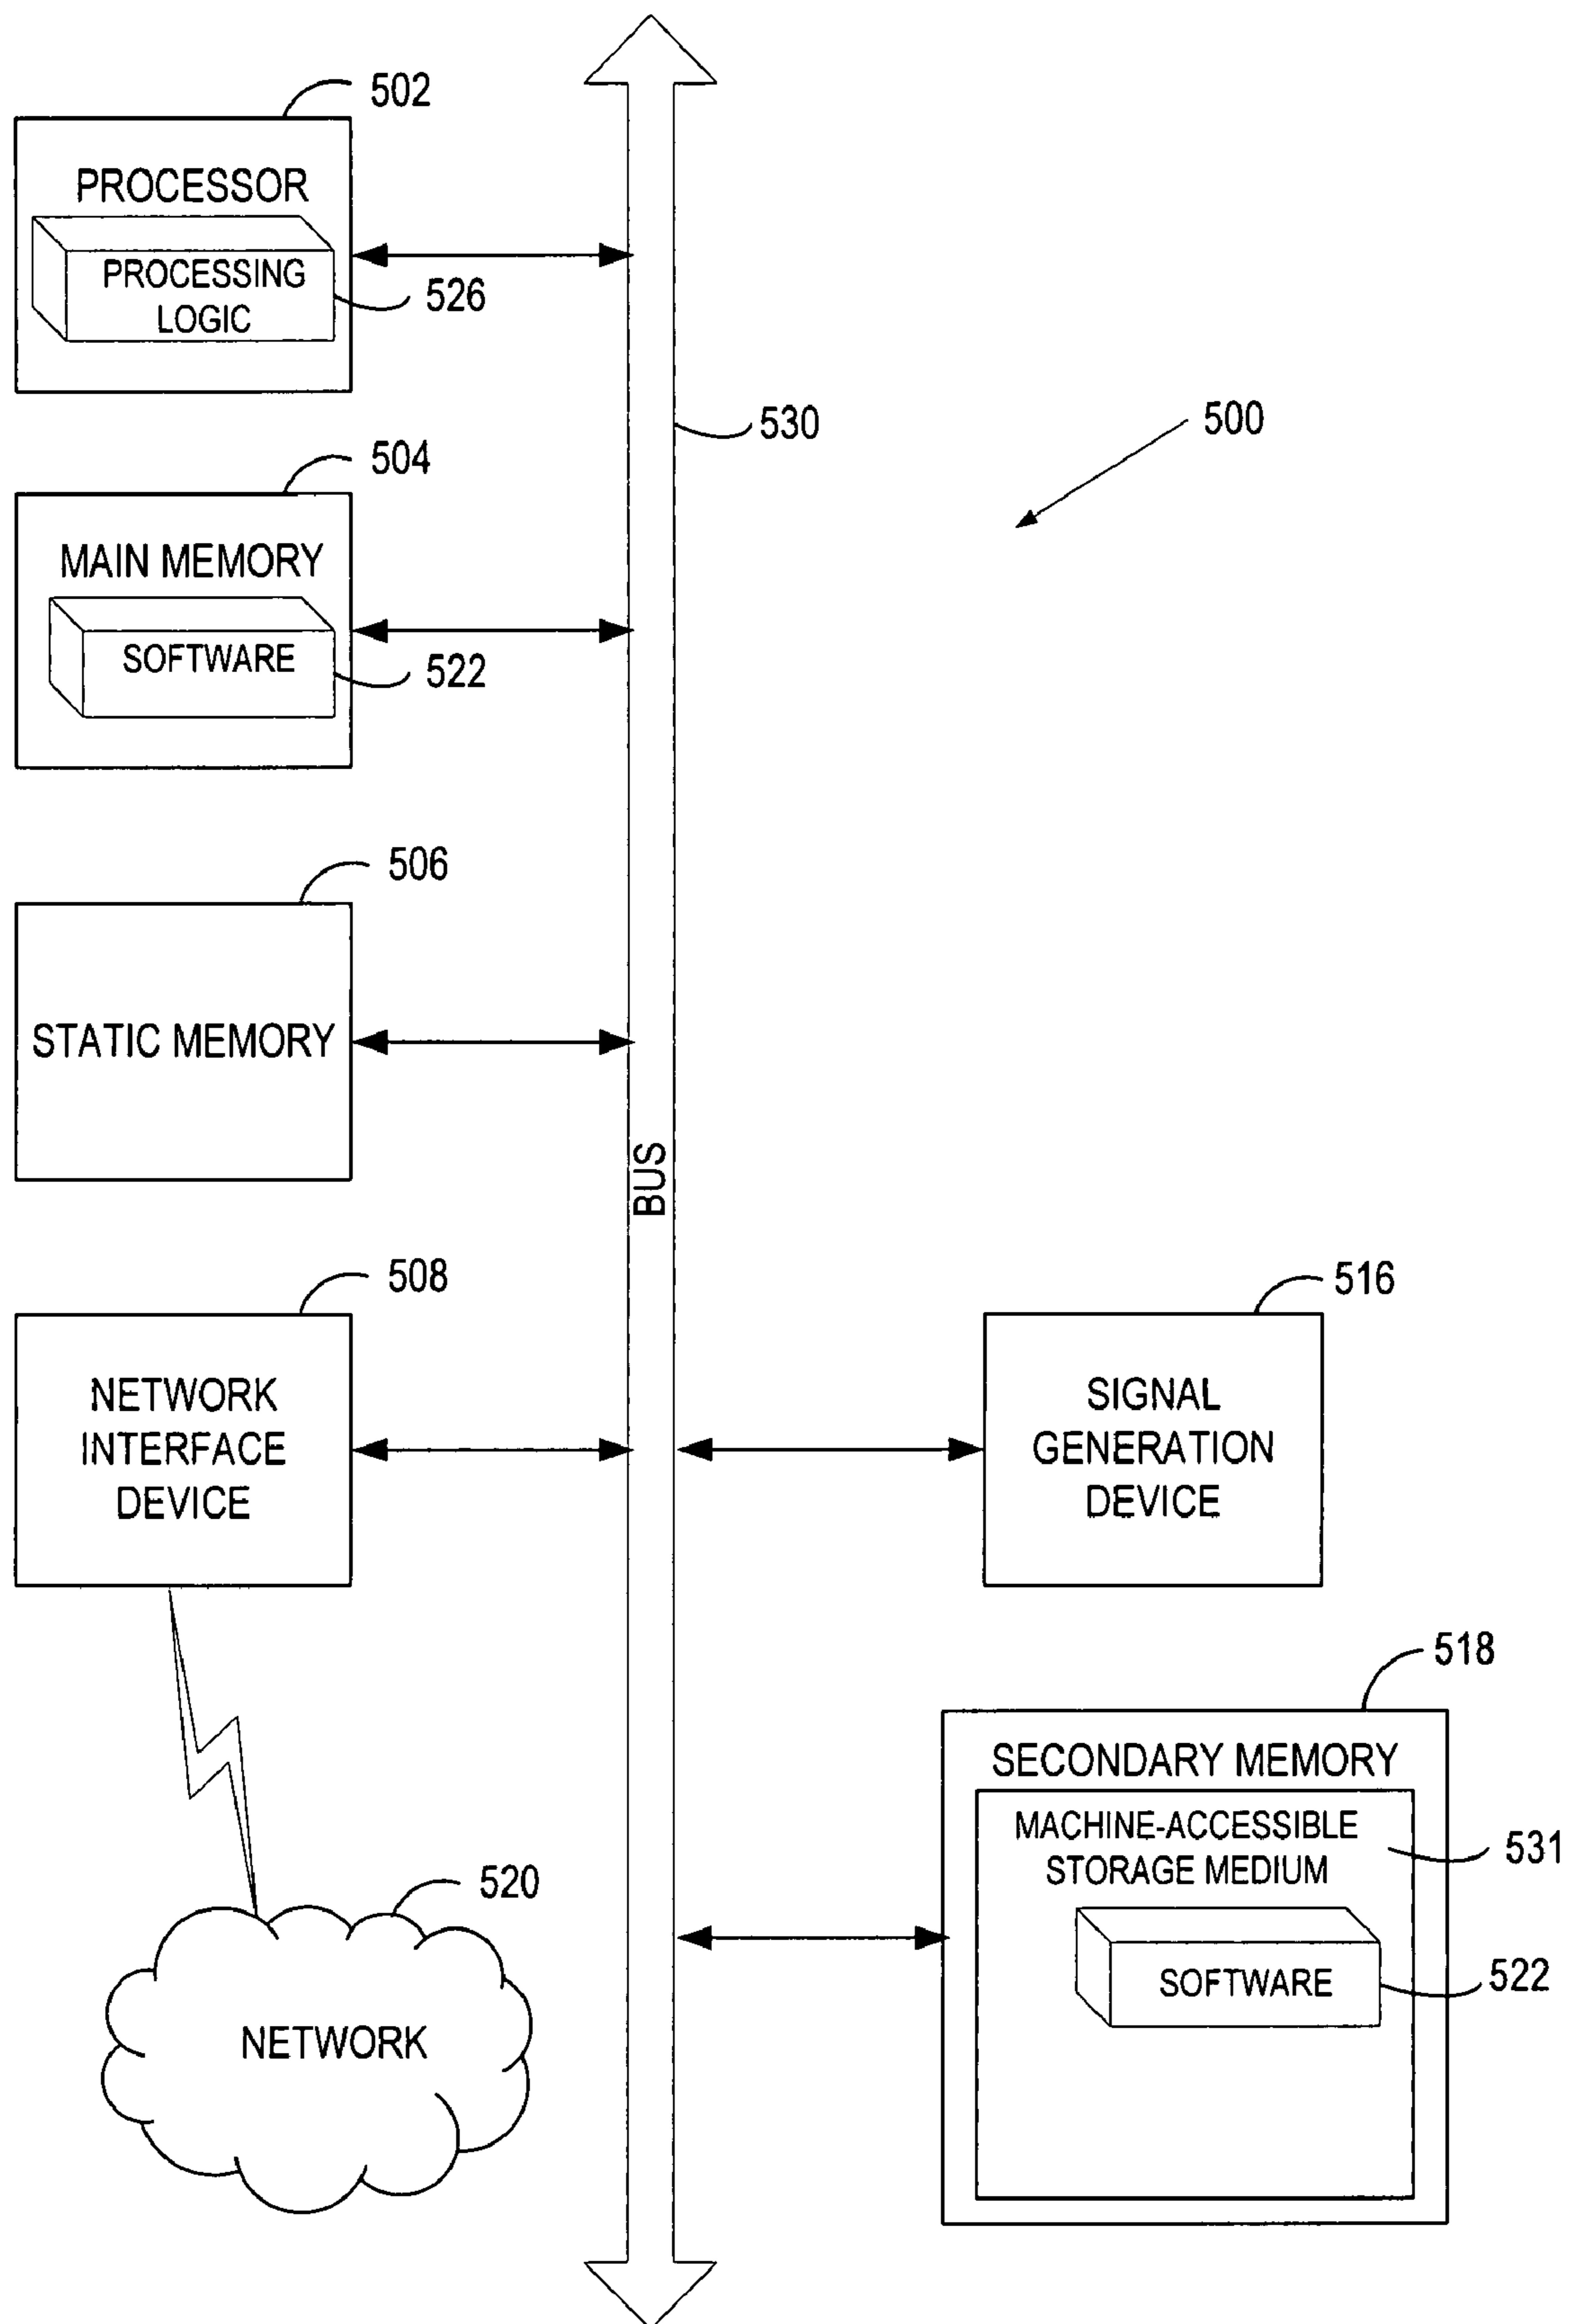 502
PROCESSOR
PROCESSING
LOGIC
526
530
500
504
MAIN MEMORY
SOFTWARE
522
506
STATIC MEMORY
BUS
508
NETWORK
INTERFACE
DEVICE
516
SIGNAL
GENERATION
DEVICE
518
SECONDARY MEMORY
MACHINE-ACCESSIBLE
STORAGE MEDIUM
531
SOFTWARE
522
520
NETWORK